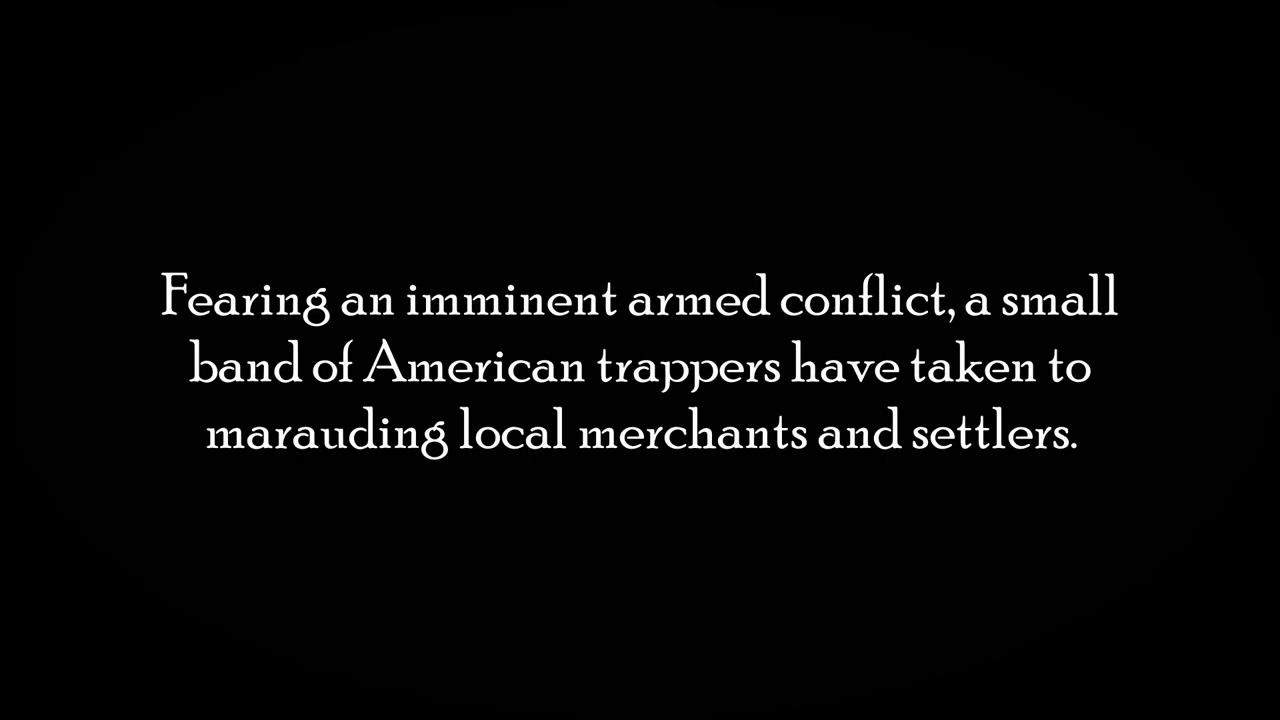 Fearing an imminent armed conflict, a small
band of American trappers have taken to
marauding local merchants and settlers.